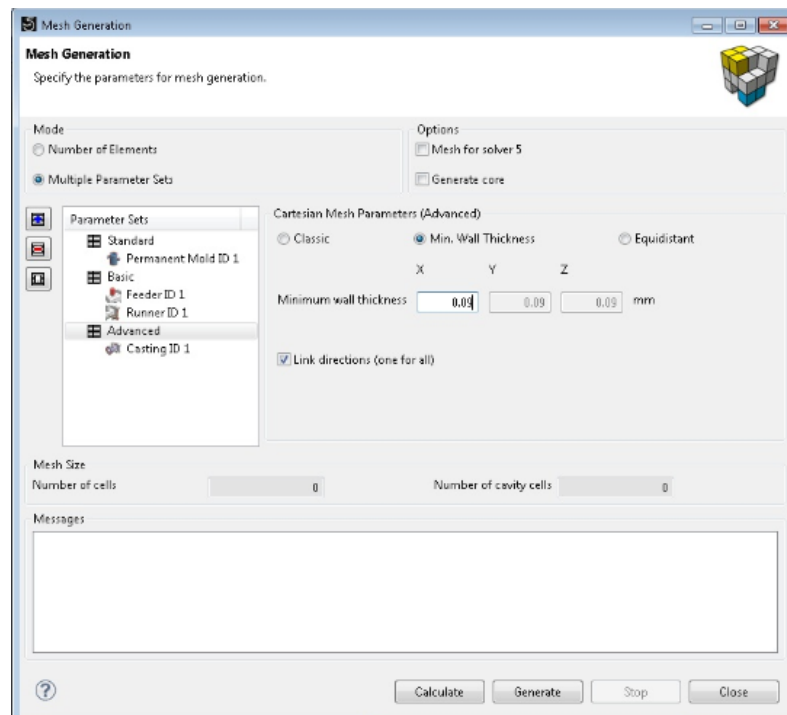 Mesh Generation
Mesh Generation
Specify the parameters for mesh generation.
Mode
Number of Elements
Multiple Parameter Sets
Options
Mesh for solver 5
Generate core
Parameter Sets
Standard
Permanent Mold ID 1
Basic
Feeder ID 1
Runner ID 1
Advanced
Casting ID 1
Cartesian Mesh Parameters (Advanced)
Classic Min. Wall Thickness Equidistant
X Y Z
Minimum wall thickness 0.09 0.09 0.09 mm
Link directions (one for all)
Mesh Size
Number of cells 0 Number of cavity cells 0
Messages
? Calculate Generate Stop Close